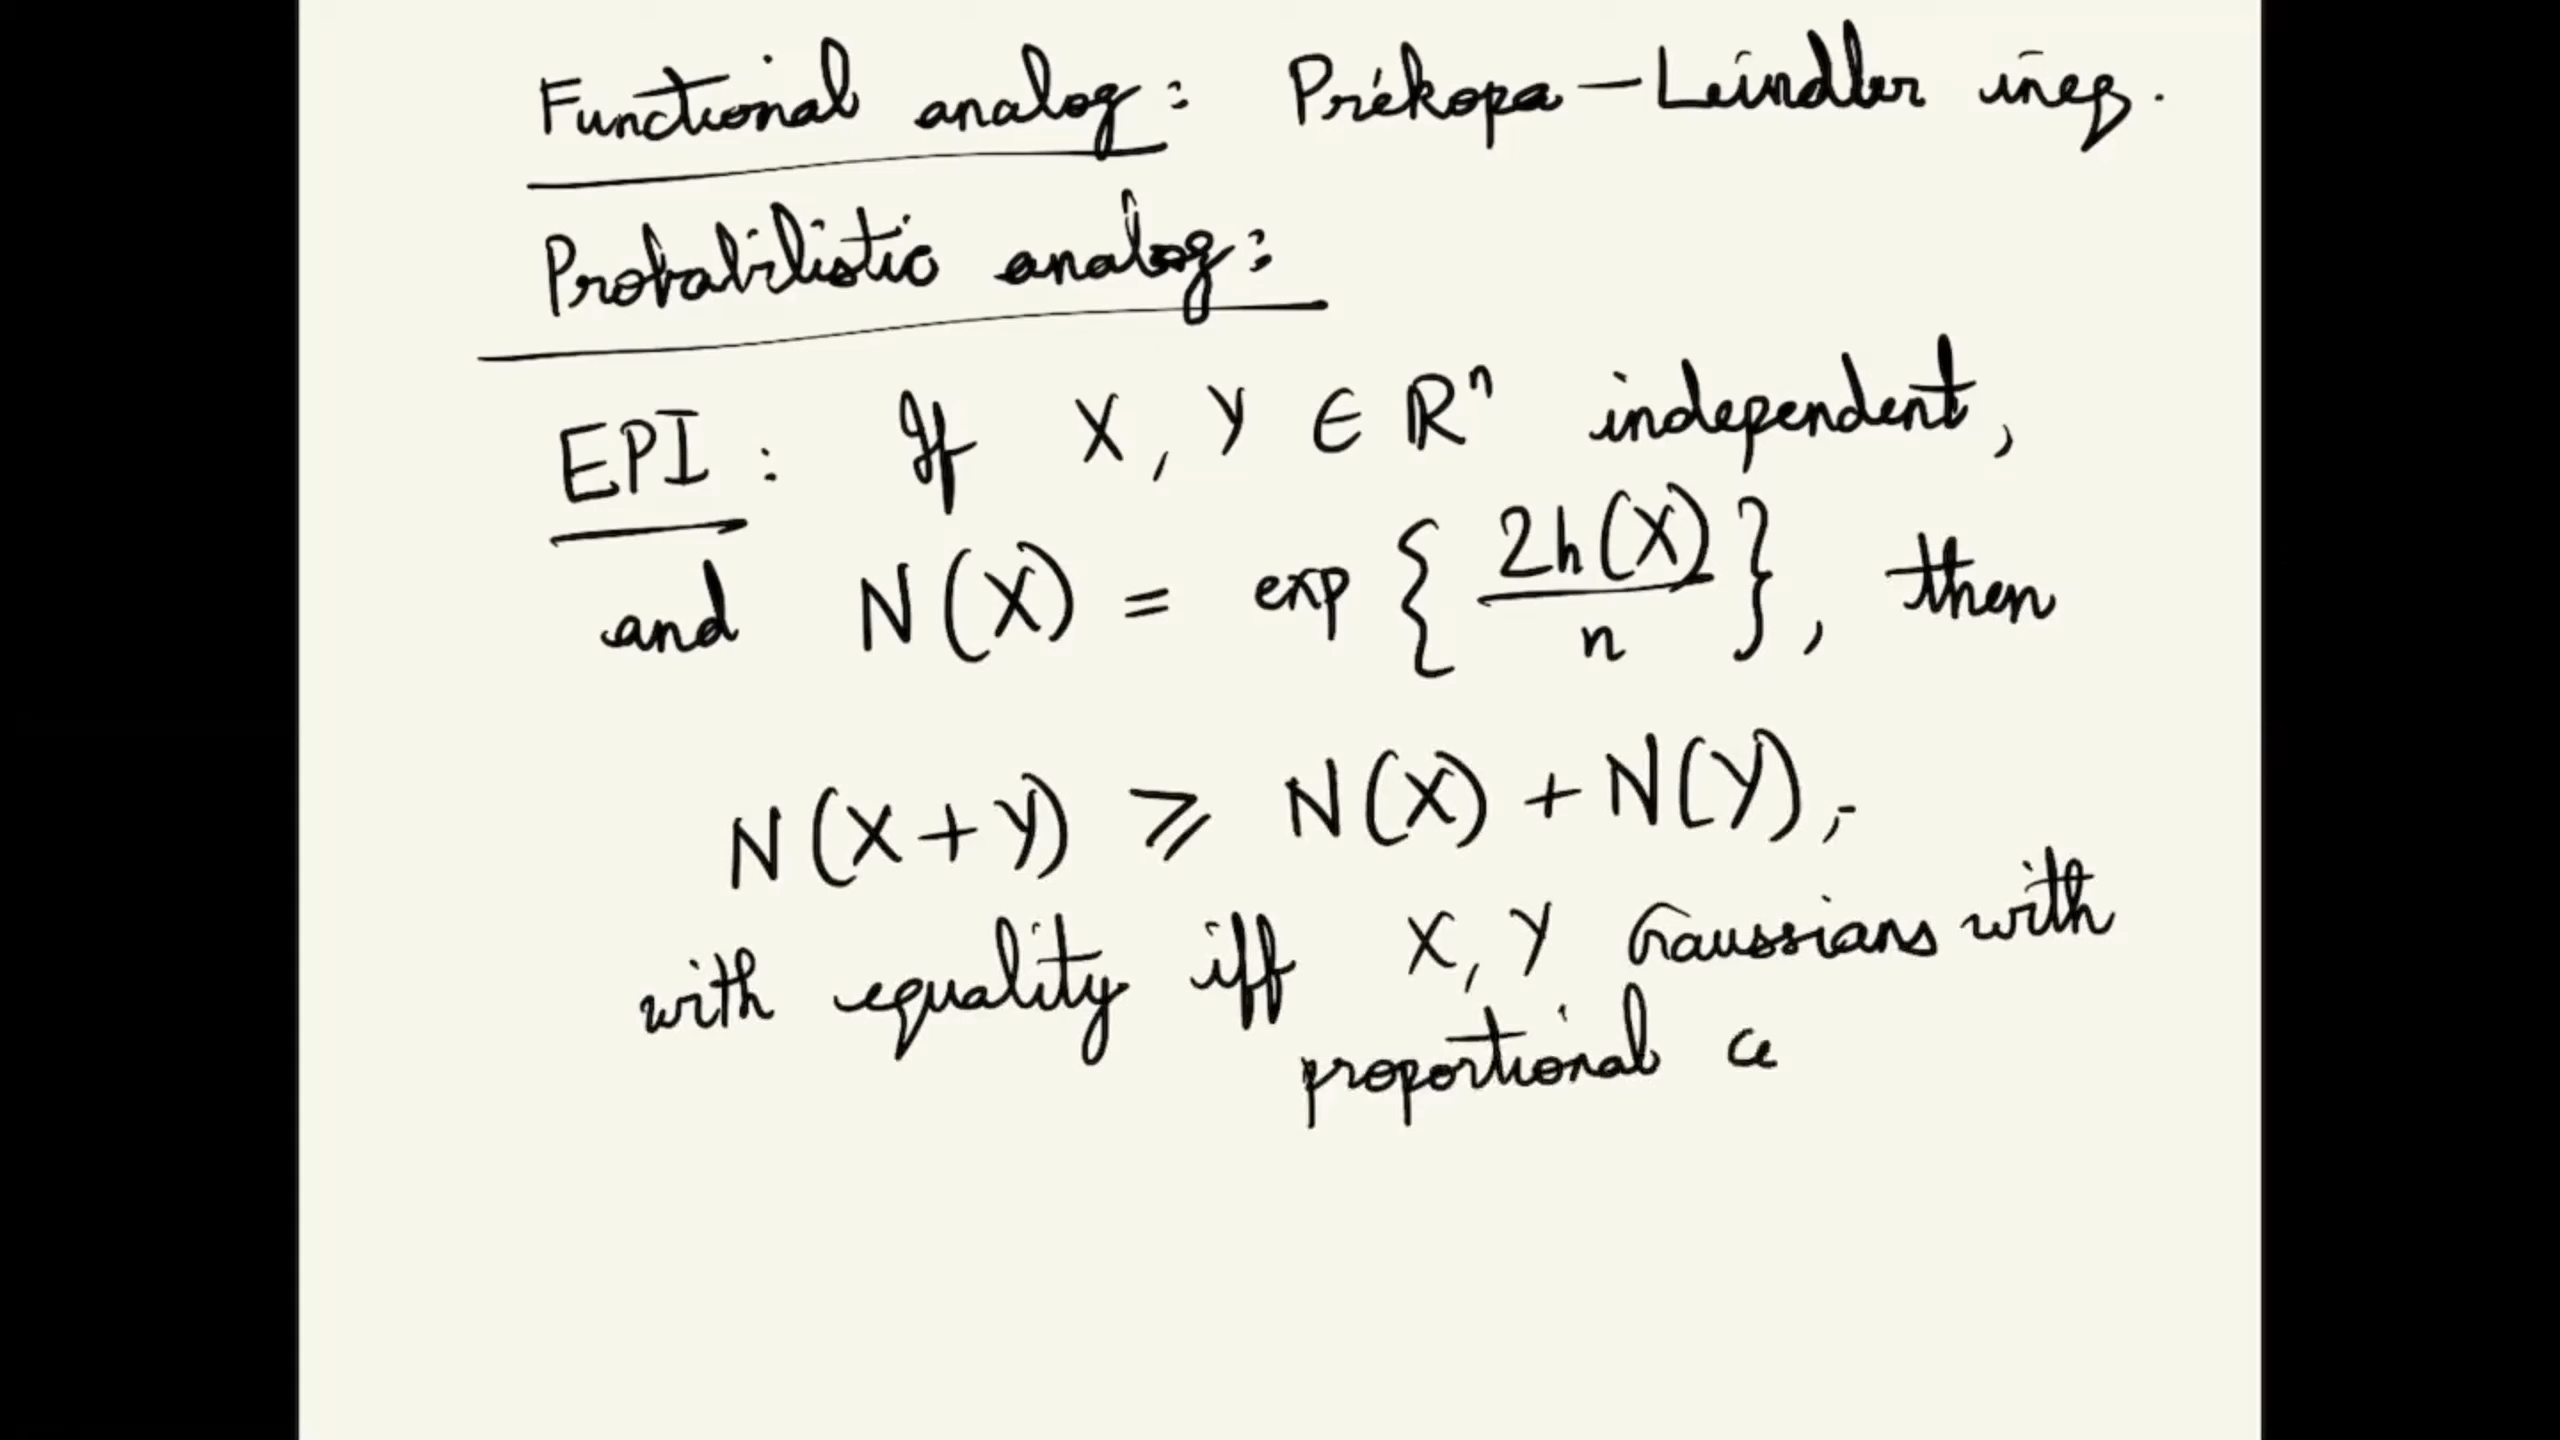 Functional analog: Prékopa–Leindler ineq.
Probabilistic analog:
EPI: If X, Y ∈ ℝⁿ independent,
and N(X) = exp { 2h(X) / n }, then
N(X+Y) ⩾ N(X) + N(Y),
with equality iff X, Y Gaussians with
proportional c